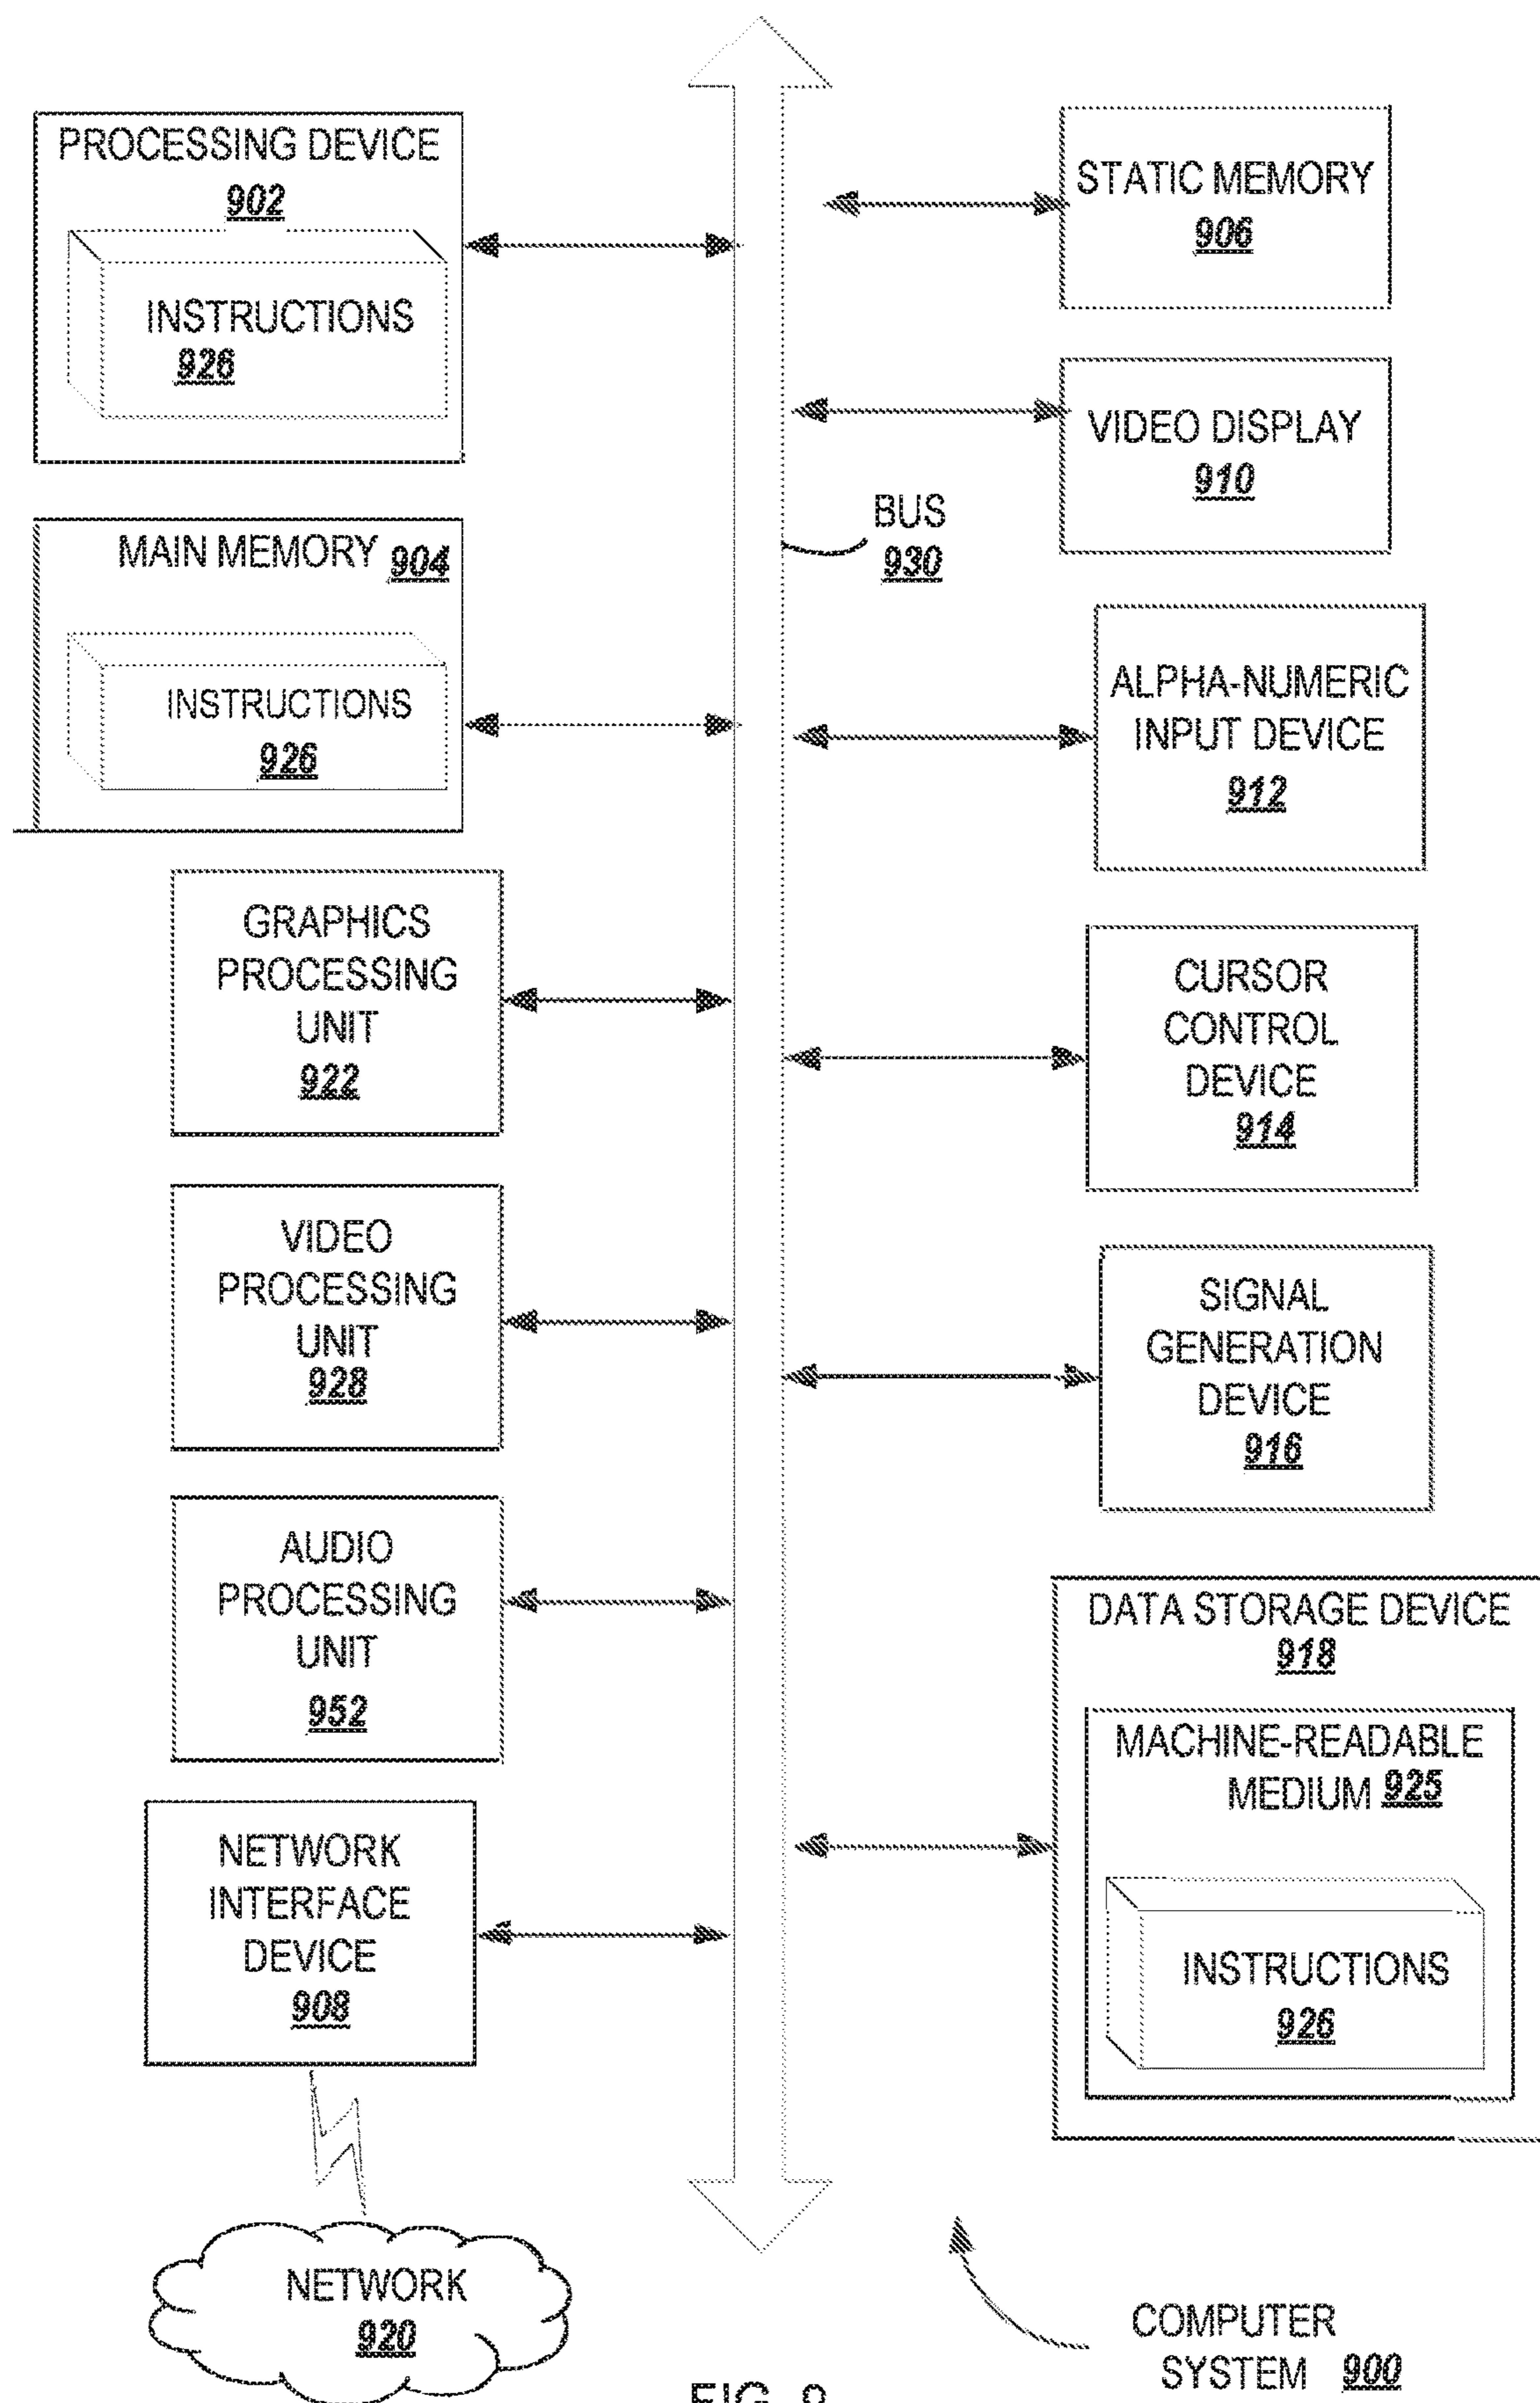 PROCESSING DEVICE
902
INSTRUCTIONS
926
MAIN MEMORY 904
INSTRUCTIONS
926
GRAPHICS
PROCESSING
UNIT
922
VIDEO
PROCESSING
UNIT
928
AUDIO
PROCESSING
UNIT
952
NETWORK
INTERFACE
DEVICE
908
NETWORK
920
BUS
930
STATIC MEMORY
906
VIDEO DISPLAY
910
ALPHA-NUMERIC
INPUT DEVICE
912
CURSOR
CONTROL
DEVICE
914
SIGNAL
GENERATION
DEVICE
916
DATA STORAGE DEVICE
918
MACHINE-READABLE
MEDIUM 925
INSTRUCTIONS
926
COMPUTER
SYSTEM 900
FIG. 9